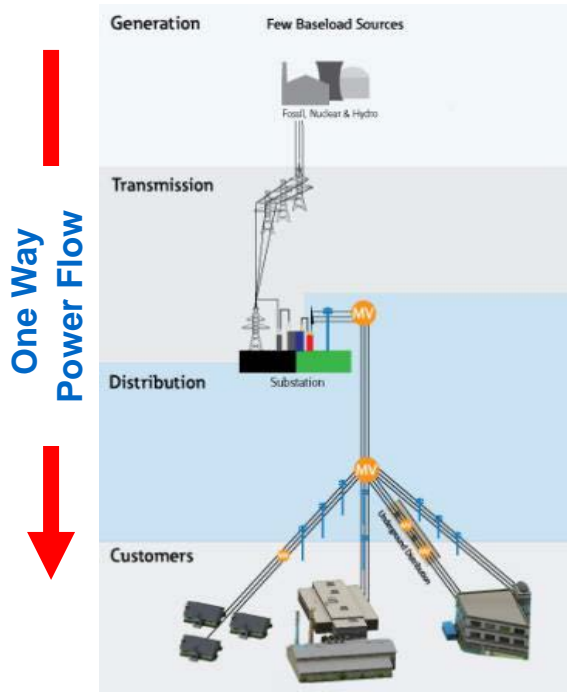 Generation
Few Baseload Sources
Fossil, Nuclear & Hydro
Transmission
One Way
Power Flow
MV
Substation
Distribution
MV
Underground Distribution
Customers